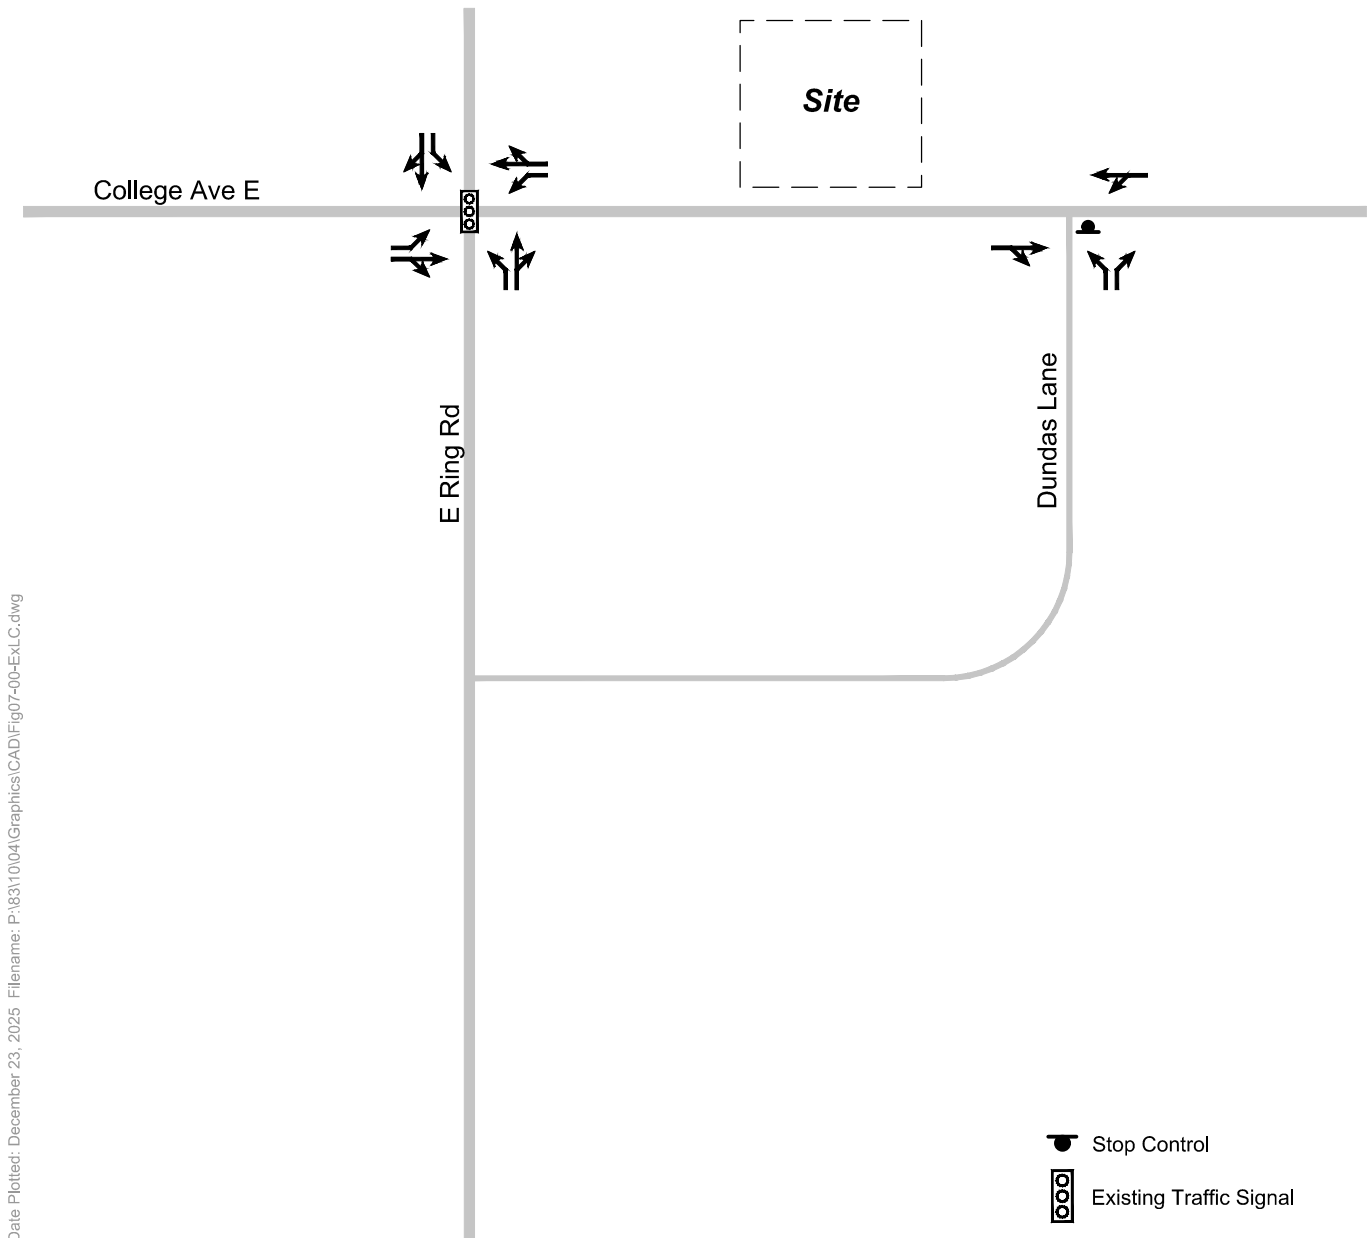 Site
College Ave E
E Ring Rd
Dundas Lane
Stop Control
Existing Traffic Signal
Date Plotted: December 23, 2025 Filename: P:\83\10\04\Graphics\CAD\Fig07-00-ExLC.dwg